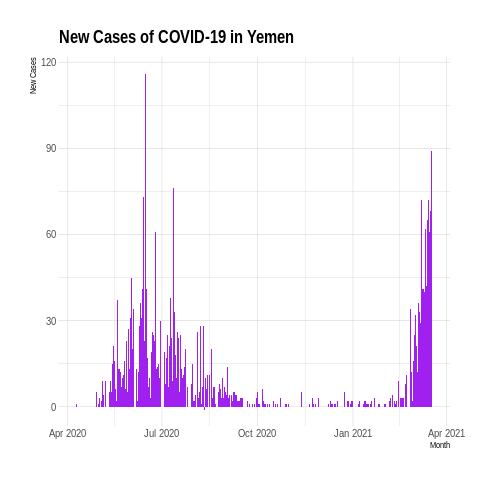 New Cases of COVID-19 in Yemen
New Cases
120
90
60
30
0
Apr 2020
Jul 2020
Oct 2020
Jan 2021
Apr 2021
Month